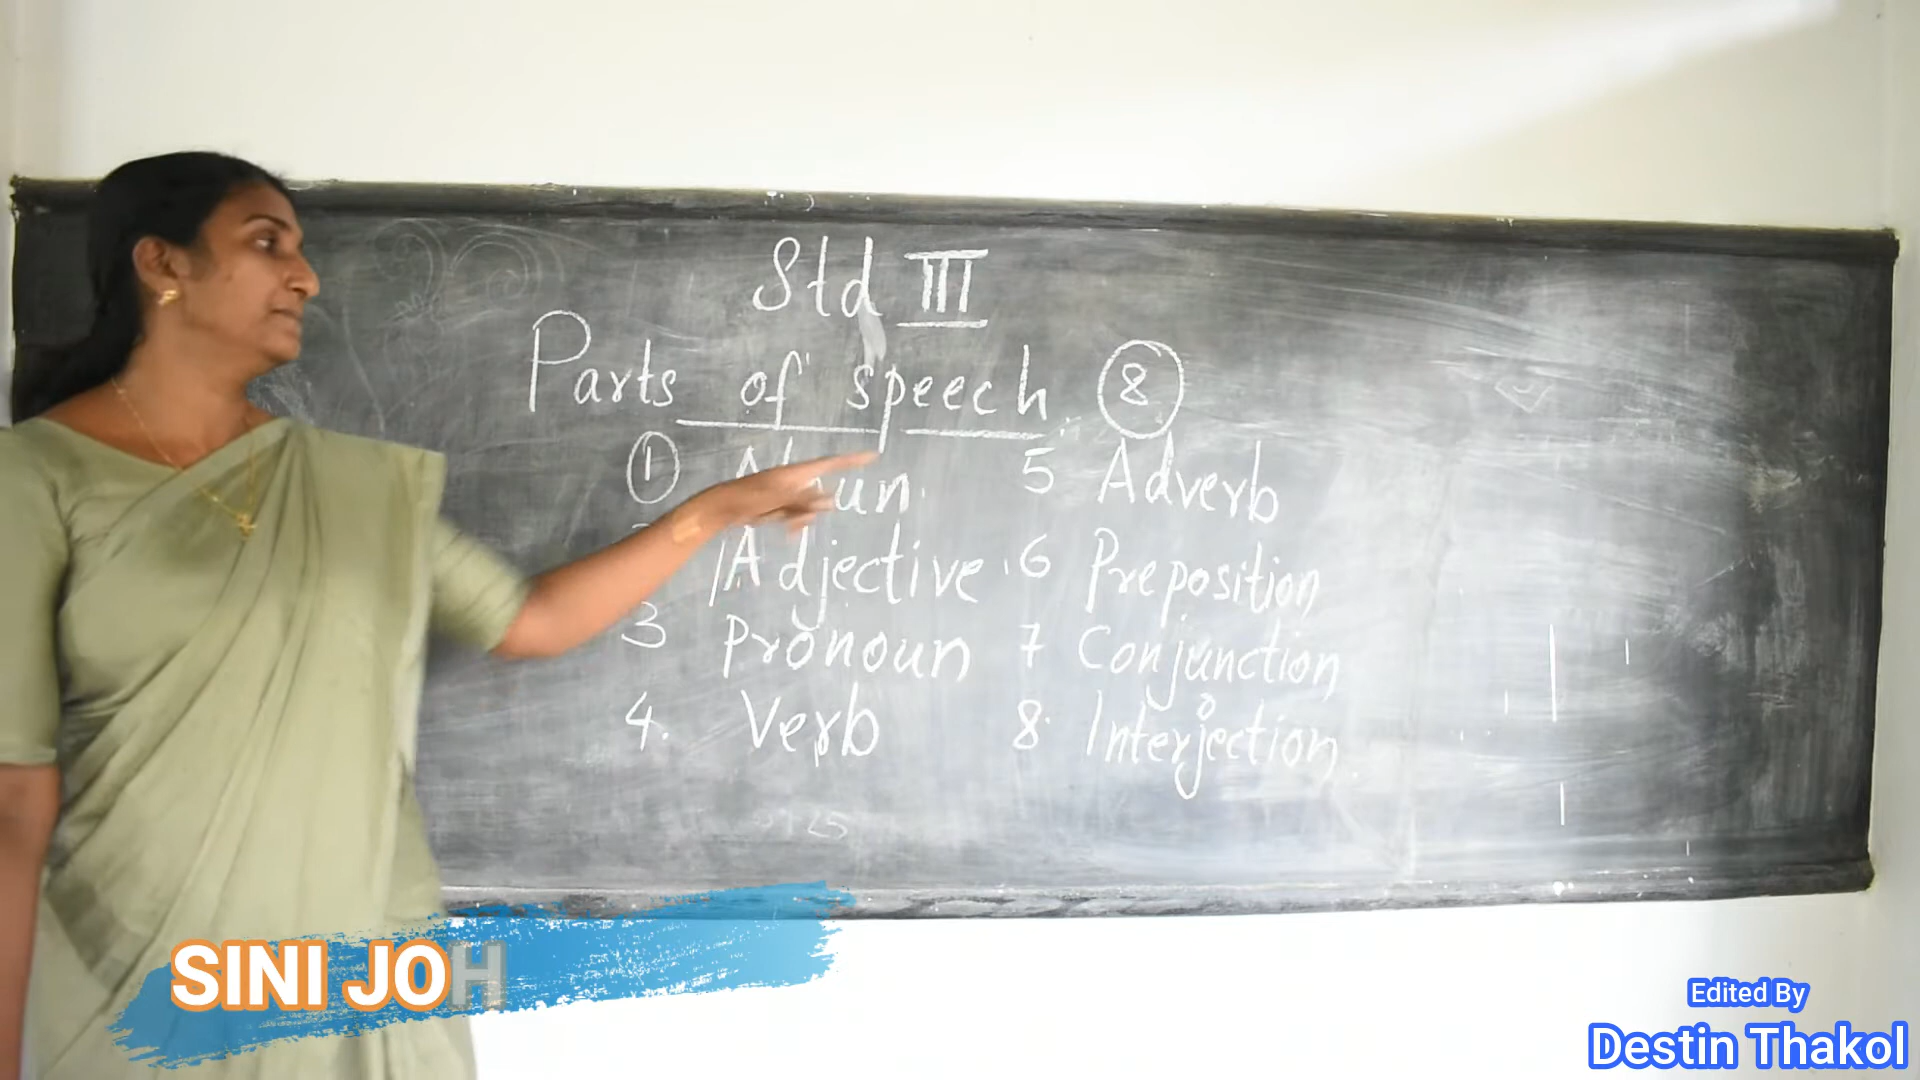 Std III
Parts of speech 8
1 Noun 5 Adverb
Adjective 6 Preposition
3 Pronoun 7 Conjunction
4. Verb 8 Interjection
SINI JOH
Edited By
Destin Thakol